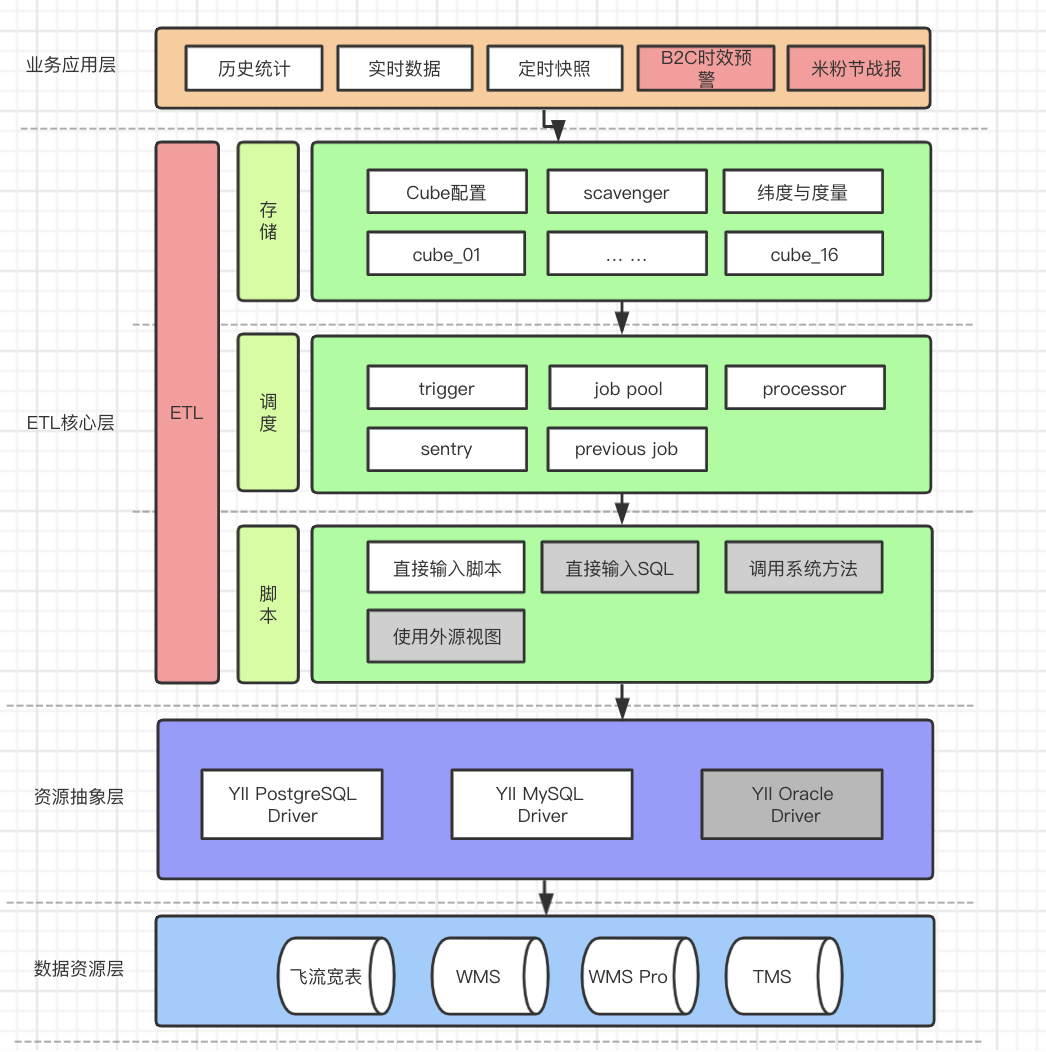 业务应用层
历史统计
实时数据
定时快照
B2C时效预
警
米粉节战报
ETL核心层
ETL
存
储
Cube配置
scavenger
纬度与度量
cube_01
... ...
cube_16
调
度
trigger
job pool
processor
sentry
previous job
脚
本
直接输入脚本
直接输入SQL
调用系统方法
使用外源视图
资源抽象层
YII PostgreSQL
Driver
YII MySQL
Driver
YII Oracle
Driver
数据资源层
飞流宽表
WMS
WMS Pro
TMS